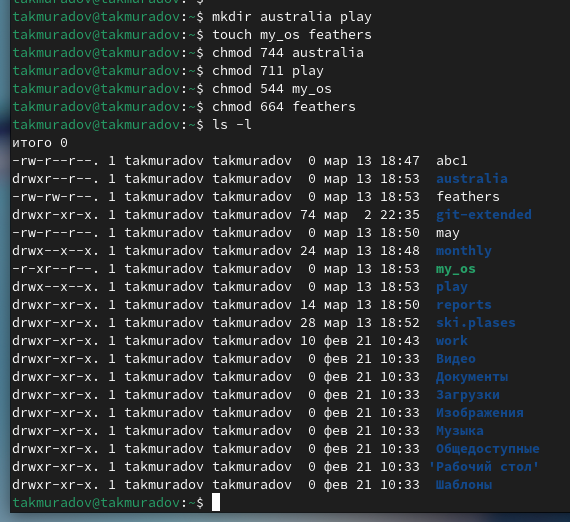 takmuradov@takmuradov:~$ mkdir australia play
takmuradov@takmuradov:~$ touch my_os feathers
takmuradov@takmuradov:~$ chmod 744 australia
takmuradov@takmuradov:~$ chmod 711 play
takmuradov@takmuradov:~$ chmod 544 my_os
takmuradov@takmuradov:~$ chmod 664 feathers
takmuradov@takmuradov:~$ ls -l
итого 0
-rw-r--r--. 1 takmuradov takmuradov  0 мар 13 18:47  abc1
drwxr--r--. 1 takmuradov takmuradov  0 мар 13 18:53  australia
-rw-rw-r--. 1 takmuradov takmuradov  0 мар 13 18:53  feathers
drwxr-xr-x. 1 takmuradov takmuradov 74 мар  2 22:35  git-extended
-rw-r--r--. 1 takmuradov takmuradov  0 мар 13 18:50  may
drwx--x--x. 1 takmuradov takmuradov 24 мар 13 18:48  monthly
-r-xr--r--. 1 takmuradov takmuradov  0 мар 13 18:53  my_os
drwx--x--x. 1 takmuradov takmuradov  0 мар 13 18:53  play
drwxr-xr-x. 1 takmuradov takmuradov 14 мар 13 18:50  reports
drwxr-xr-x. 1 takmuradov takmuradov 28 мар 13 18:52  ski.plases
drwxr-xr-x. 1 takmuradov takmuradov 10 фев 21 10:43  work
drwxr-xr-x. 1 takmuradov takmuradov  0 фев 21 10:33  Видео
drwxr-xr-x. 1 takmuradov takmuradov  0 фев 21 10:33  Документы
drwxr-xr-x. 1 takmuradov takmuradov  0 фев 21 10:33  Загрузки
drwxr-xr-x. 1 takmuradov takmuradov  0 фев 21 10:33  Изображения
drwxr-xr-x. 1 takmuradov takmuradov  0 фев 21 10:33  Музыка
drwxr-xr-x. 1 takmuradov takmuradov  0 фев 21 10:33  Общедоступные
drwxr-xr-x. 1 takmuradov takmuradov  0 фев 21 10:33 'Рабочий стол'
drwxr-xr-x. 1 takmuradov takmuradov  0 фев 21 10:33  Шаблоны
takmuradov@takmuradov:~$